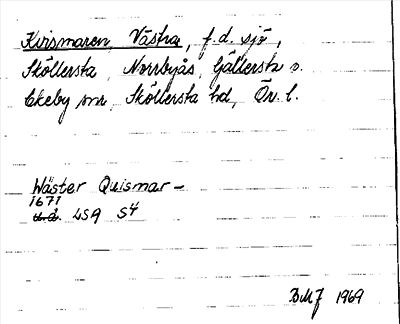 Kvismaren, Västra, f.d. sjö,
Sköllersta, Norrbyås, Gällersta o.
Ekeby snr, Sköllersta hd, Ör. l.
Wäster Quismar –
1671
u.å. LSA S4
BMJ 1969